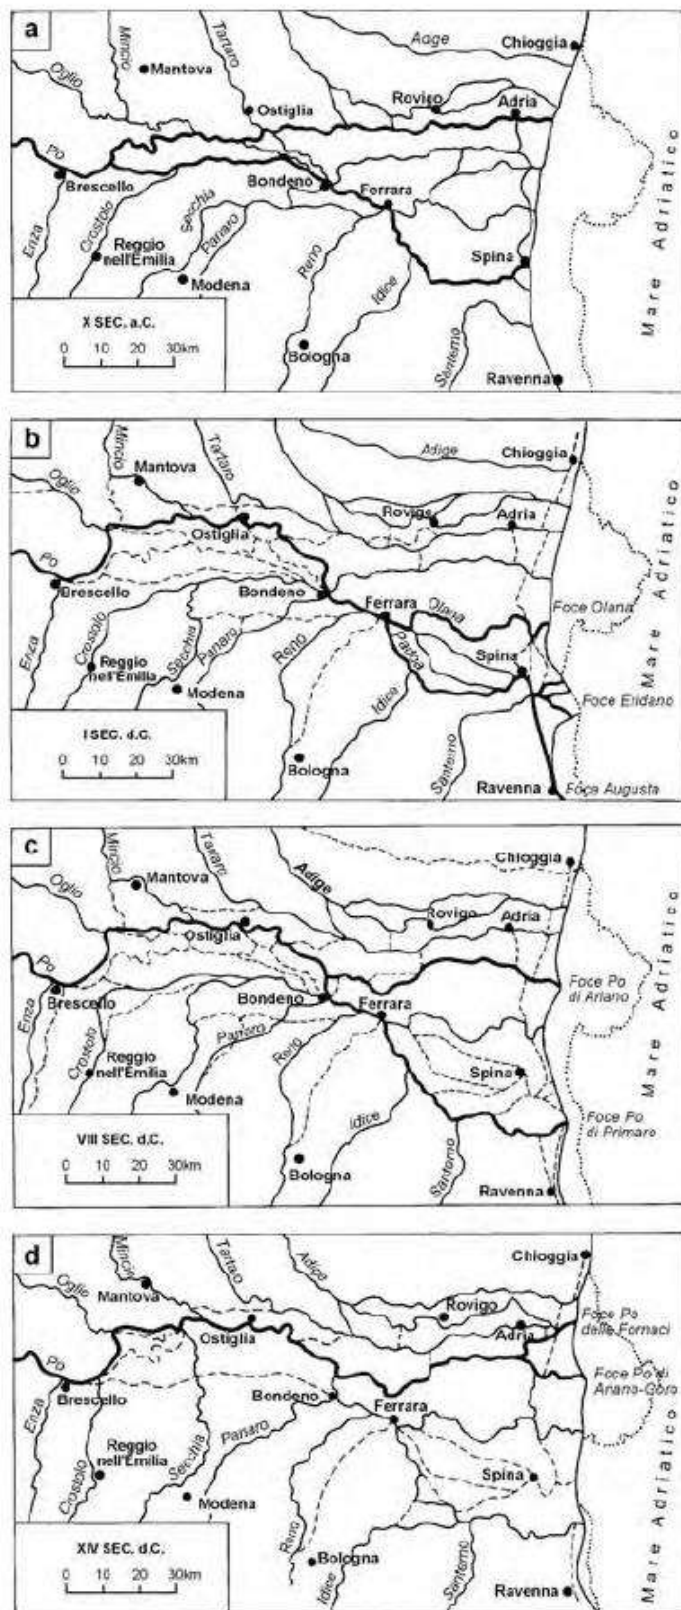 a
Oglio
Mincio
Mantova
Tartaro
Ostiglia
Adige
Chioggia
Rovigo
Adria
Po
Brescello
Bondeno
Ferrara
Enza
Crostolo
Reggio
nell'Emilia
Secchia
Panaro
Modena
Reno
Idice
Spina
Bologna
Santerno
Ravenna
Mare Adriatico
X SEC. a.C.
0 10 20 30km
b
Oglio
Mincio
Mantova
Tartaro
Adige
Chioggia
Ostiglia
Rovigo
Adria
Po
Brescello
Bondeno
Ferrara
Olana
Foce Olana
Enza
Crostolo
Reggio
nell'Emilia
Secchia
Panaro
Modena
Reno
Padoa
Idice
Spina
Foce Eridano
Bologna
Santerno
Ravenna
Foce Augusta
Mare Adriatico
I SEC. d.C.
0 10 20 30km
c
Oglio
Mincio
Mantova
Tartaro
Adige
Chioggia
Ostiglia
Rovigo
Adria
Po
Brescello
Bondeno
Ferrara
Foce Po
di Ariano
Enza
Crostolo
Reggio
nell'Emilia
Panaro
Modena
Reno
Idice
Spina
Foce Po
di Primaro
Bologna
Santerno
Ravenna
Mare Adriatico
VIII SEC. d.C.
0 10 20 30km
d
Oglio
Mincio
Mantova
Tartaro
Adige
Chioggia
Ostiglia
Rovigo
Adria
Foce Po
delle Fornaci
Po
Brescello
Bondeno
Ferrara
Foce Po di
Ariano-Goro
Enza
Crostolo
Reggio
nell'Emilia
Secchia
Panaro
Modena
Reno
Idice
Spina
Bologna
Santerno
Ravenna
Mare Adriatico
XIV SEC. d.C.
0 10 20 30km